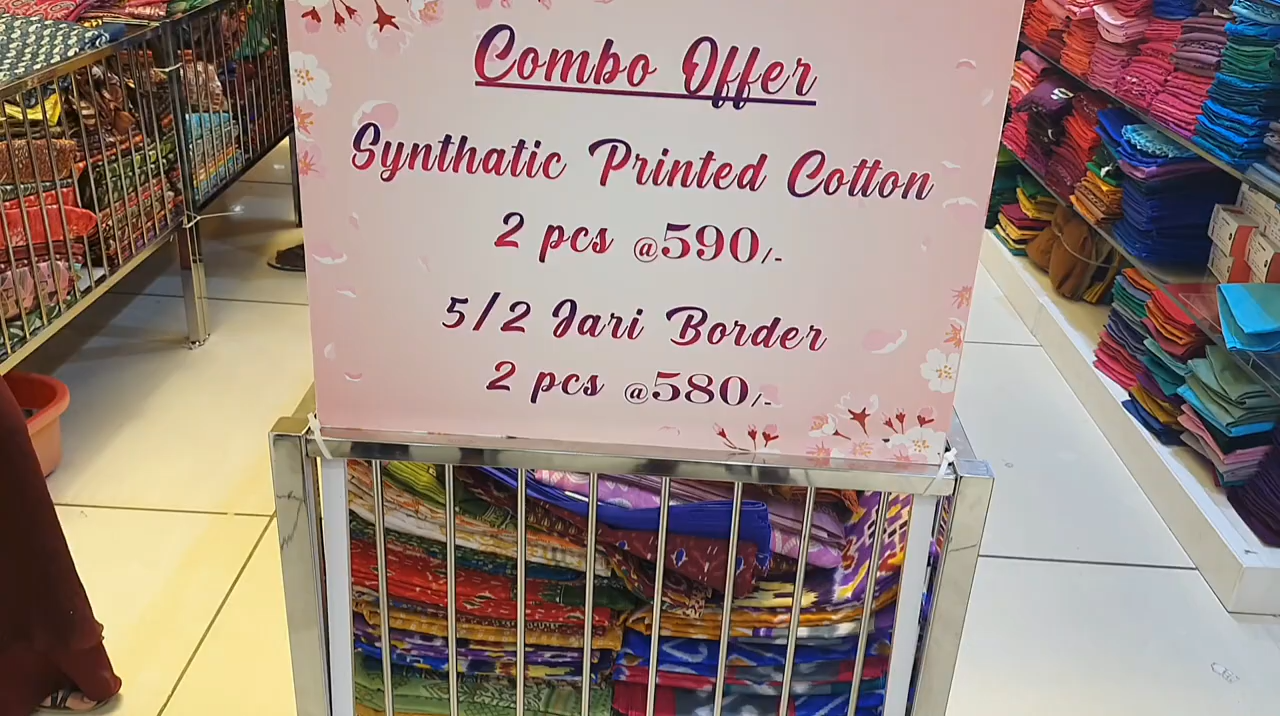 Combo Offer
Synthatic Printed Cotton
2 pcs @590/-
5/2 Jari Border
2 pcs @580/-